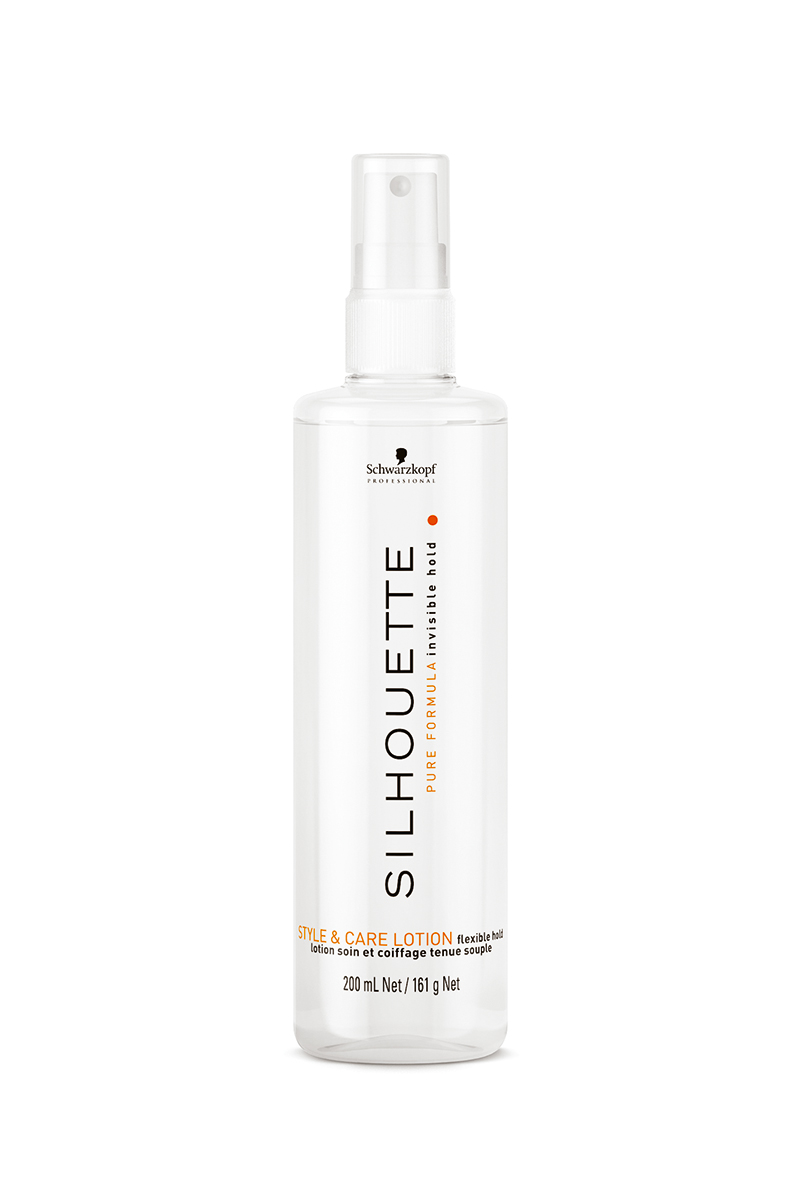 Schwarzkopf
PROFESSIONAL
SILHOUETTE
PURE FORMULA invisible hold
STYLE & CARE LOTION flexible hold
lotion soin et coiffage tenue souple
200 mL Net / 161 g Net